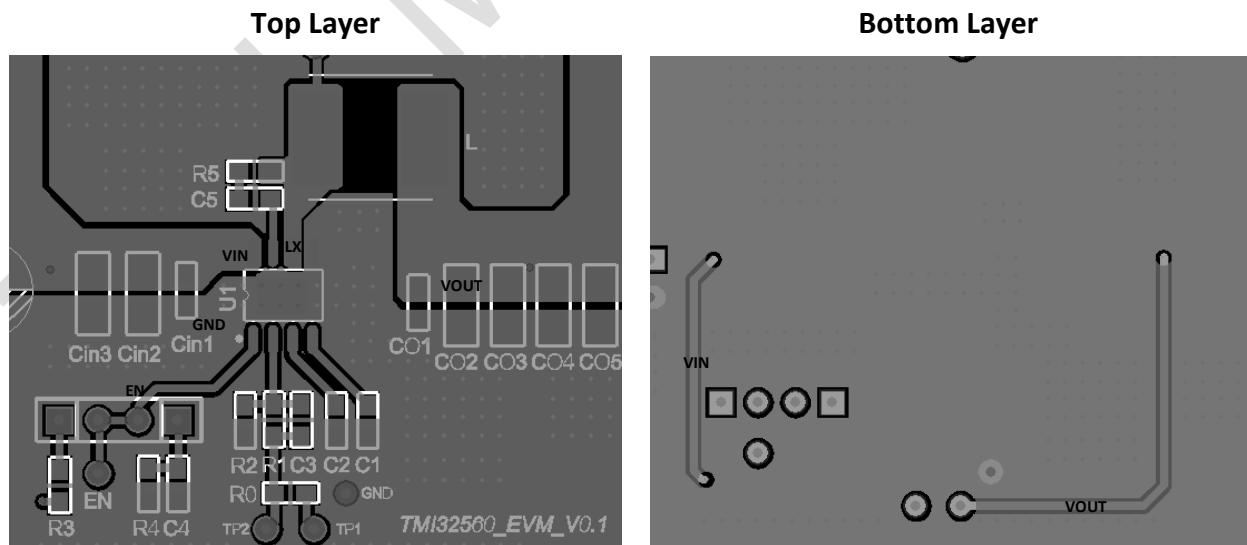 Top Layer
Bottom Layer
L
R5
C5
LX
VIN
U1
VOUT
GND
Cin3 Cin2 Cin1
CO1
CO2 CO3 CO4 CO5
VIN
EN
R2 R1 C3 C2 C1
R0
GND
EN
R3
R4 C4
TP2
TP1
TMI32560_EVM_V0.1
VOUT